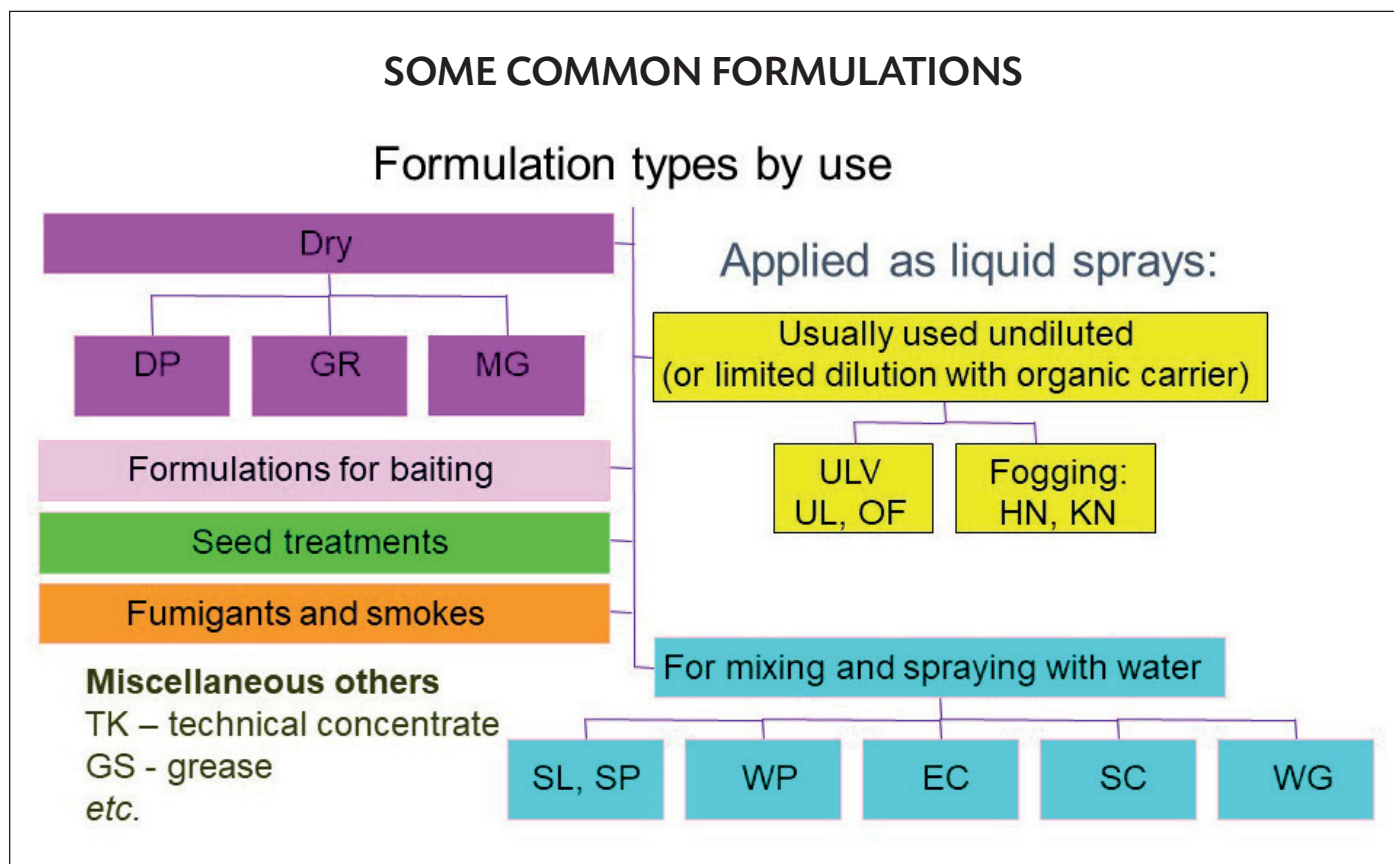 SOME COMMON FORMULATIONS
Formulation types by use
Dry
DP
GR
MG
Formulations for baiting
Seed treatments
Fumigants and smokes
Miscellaneous others
TK – technical concentrate
GS - grease
etc.
Applied as liquid sprays:
Usually used undiluted
(or limited dilution with organic carrier)
ULV
UL, OF
Fogging:
HN, KN
For mixing and spraying with water
SL, SP
WP
EC
SC
WG